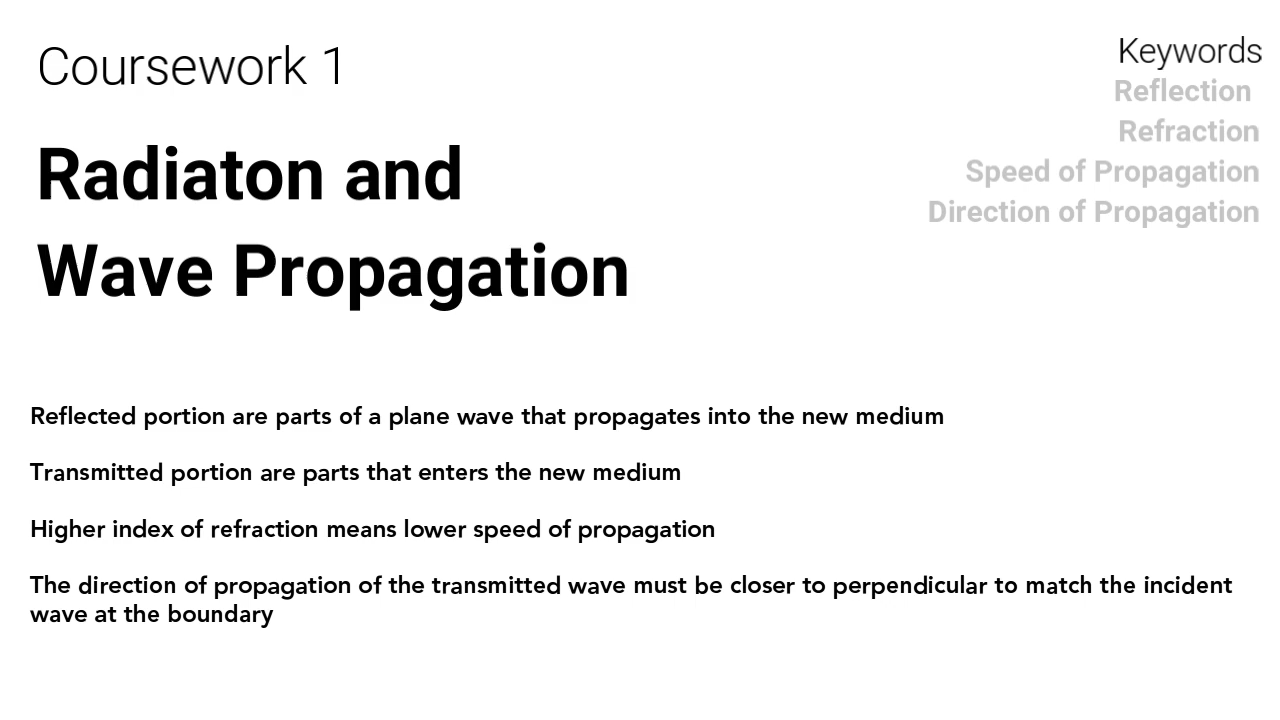 Coursework 1
Radiaton and
Wave Propagation
Keywords
Reflection
Refraction
Speed of Propagation
Direction of Propagation
Reflected portion are parts of a plane wave that propagates into the new medium
Transmitted portion are parts that enters the new medium
Higher index of refraction means lower speed of propagation
The direction of propagation of the transmitted wave must be closer to perpendicular to match the incident
wave at the boundary